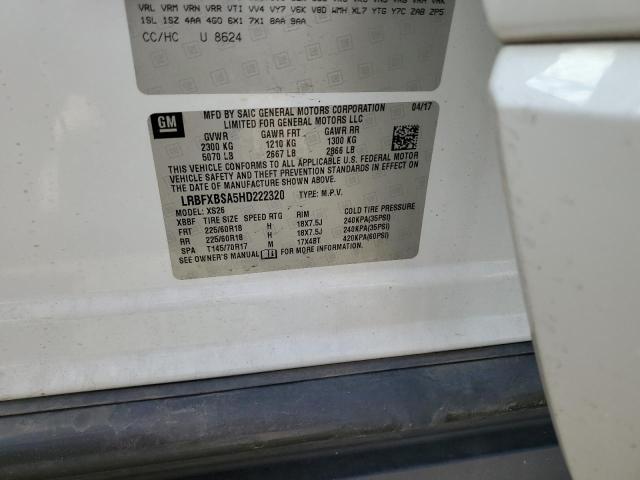 VRL VRM VRN VRR VTI VV4 VY7 V6K V8D WMH XL7 YTG Y7C ZAB ZP5
1SL 1SZ 4AA 4GO 6X1 7X1 8AA 9AA
CC/HC U 8624
GM
MFD BY SAIC GENERAL MOTORS CORPORATION 04/17
LIMITED FOR GENERAL MOTORS LLC
GVWR GAWR FRT GAWR RR
2300 KG 1210 KG 1300 KG
5070 LB 2667 LB 2866 LB
THIS VEHICLE CONFORMS TO ALL APPLICABLE U.S. FEDERAL MOTOR
VEHICLE SAFETY, BUMPER, AND THEFT PREVENTION STANDARDS IN
EFFECT ON THE DATE OF MANUFACTURE SHOWN ABOVE.
LRBFXBSA5HD222320 TYPE: M.P.V.
MODEL: XS26
XBBF TIRE SIZE SPEED RTG RIM COLD TIRE PRESSURE
FRT 225/60R18 H 18X7.5J 240KPA(35PSI)
RR 225/60R18 H 18X7.5J 240KPA(35PSI)
SPA T145/70R17 M 17X4BT 420KPA(60PSI)
SEE OWNER'S MANUAL FOR ADDITIONAL INFORMATION.